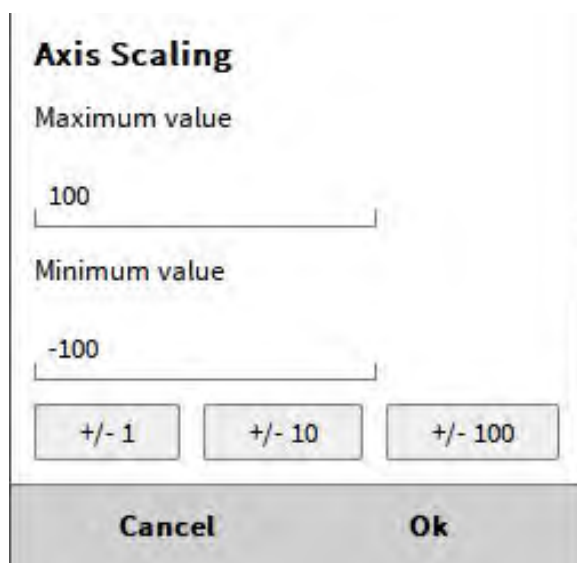 Axis Scaling
Maximum value
100
Minimum value
-100
+/- 1 +/- 10 +/- 100
Cancel Ok